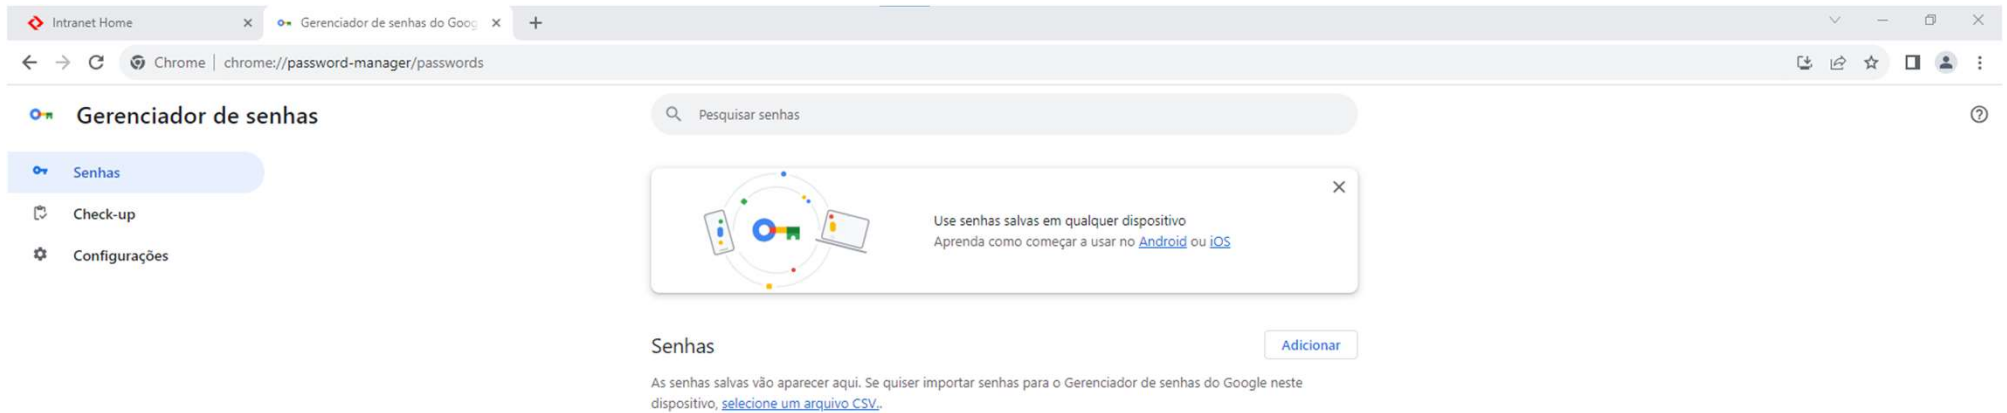 Intranet Home
Gerenciador de senhas do Goog
Chrome | chrome://password-manager/passwords
Gerenciador de senhas
Pesquisar senhas
Senhas
Check-up
Configurações
Use senhas salvas em qualquer dispositivo
Aprenda como começar a usar no Android ou iOS
Senhas
Adicionar
As senhas salvas vão aparecer aqui. Se quiser importar senhas para o Gerenciador de senhas do Google neste
dispositivo, selecione um arquivo CSV..